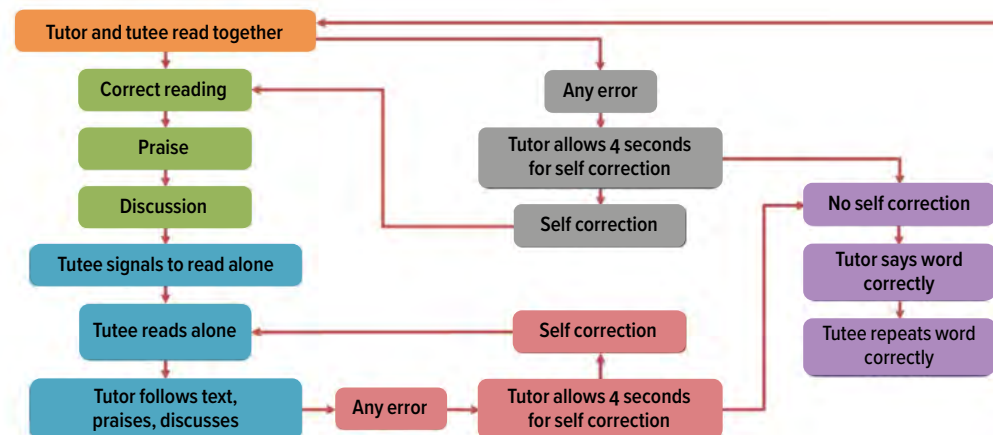 Tutor and tutee read together
Correct reading
Praise
Discussion
Tutee signals to read alone
Tutee reads alone
Tutor follows text,
praises, discusses
Any error
Tutor allows 4 seconds
for self correction
Self correction
Any error
Tutor allows 4 seconds
for self correction
Self correction
No self correction
Tutor says word
correctly
Tutee repeats word
correctly